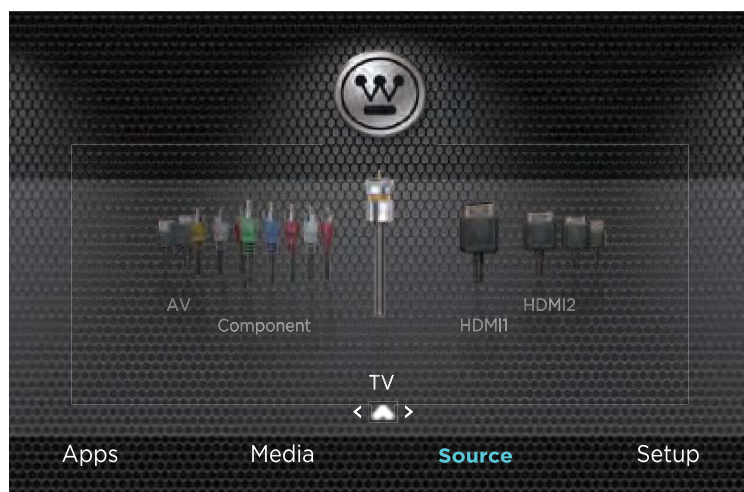 AV
HDMI2
Component
HDMI1
TV
< >
Apps Media Source Setup